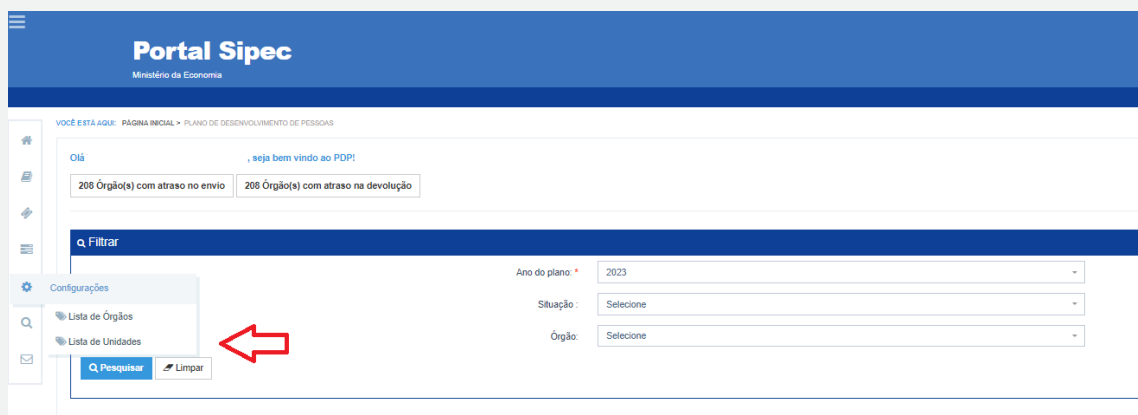 Portal Sipec
Ministério da Economia
VOCÊ ESTÁ AQUI: PÁGINA INICIAL > PLANO DE DESENVOLVIMENTO DE PESSOAS
Olá , seja bem vindo ao PDP!
208 Órgão(s) com atraso no envio 208 Órgão(s) com atraso na devolução
Filtrar
Ano do plano: * 2023
Configurações
Situação : Selecione
Lista de Órgãos
Órgão: Selecione
Lista de Unidades
Pesquisar Limpar